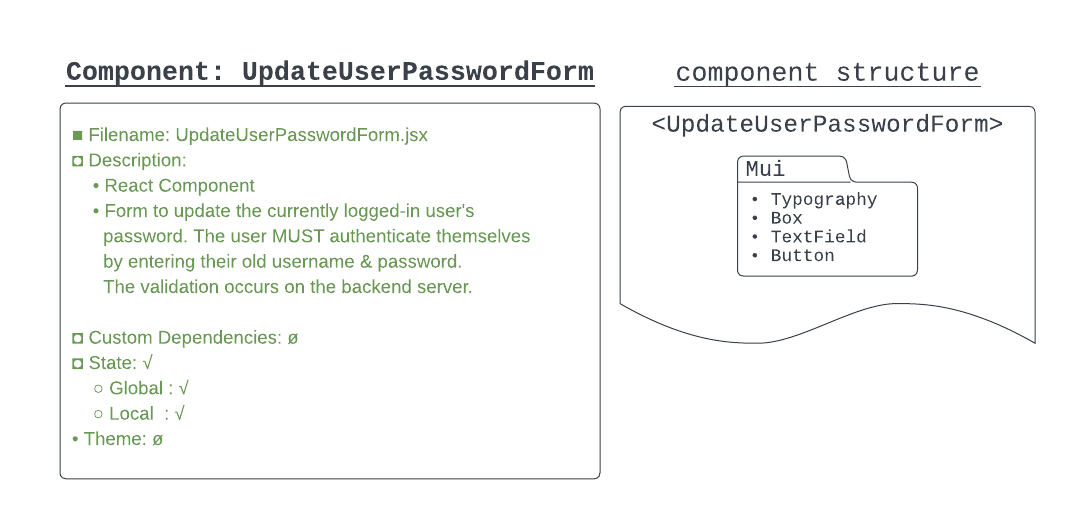 Component: UpdateUserPasswordForm
■ Filename: UpdateUserPasswordForm.jsx
◘ Description:
• React Component
• Form to update the currently logged-in user's
password. The user MUST authenticate themselves
by entering their old username & password.
The validation occurs on the backend server.
◘ Custom Dependencies: ø
◘ State: √
○ Global : √
○ Local  : √
• Theme: ø
component structure
<UpdateUserPasswordForm>
Mui
• Typography
• Box
• TextField
• Button